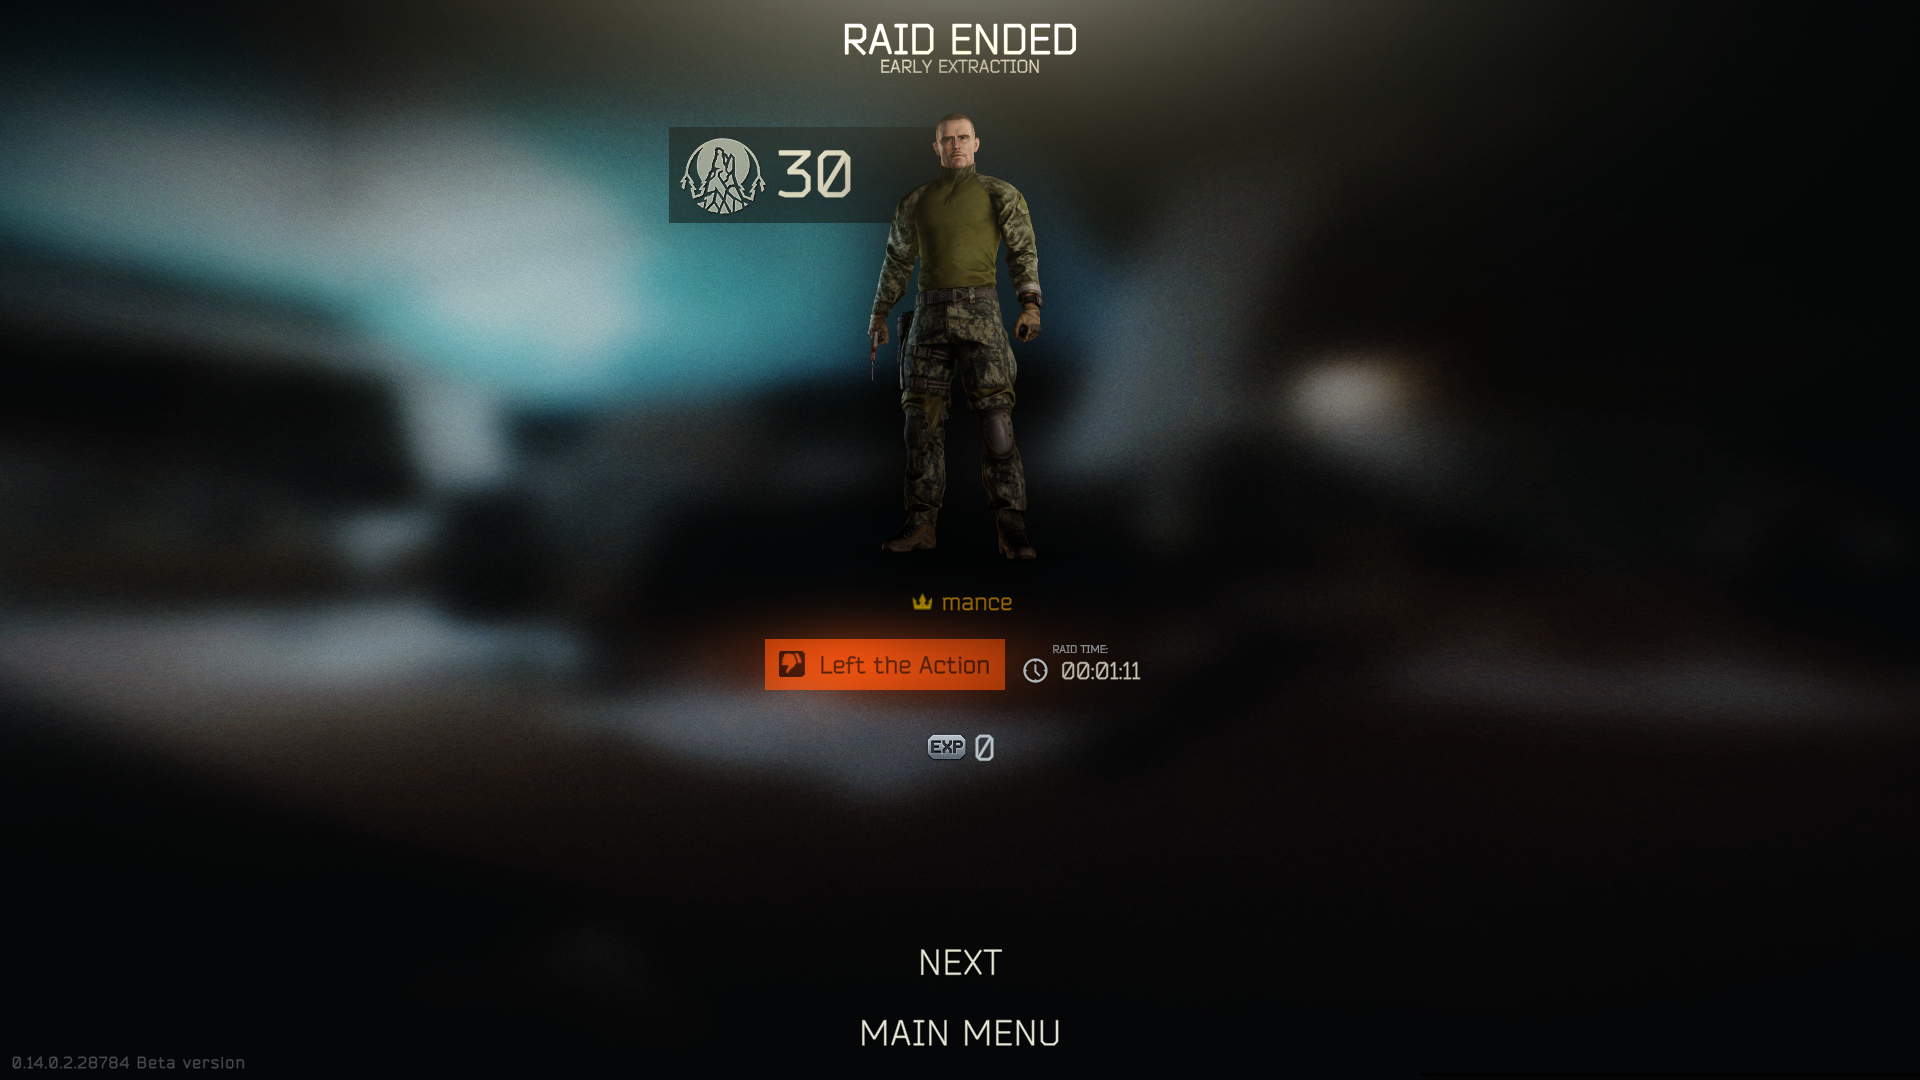 RAID ENDED
EARLY EXTRACTION
30
mance
Left the Action
RAID TIME:
00:01:11
EXP 0
NEXT
MAIN MENU
0.14.0.2.28784 Beta version